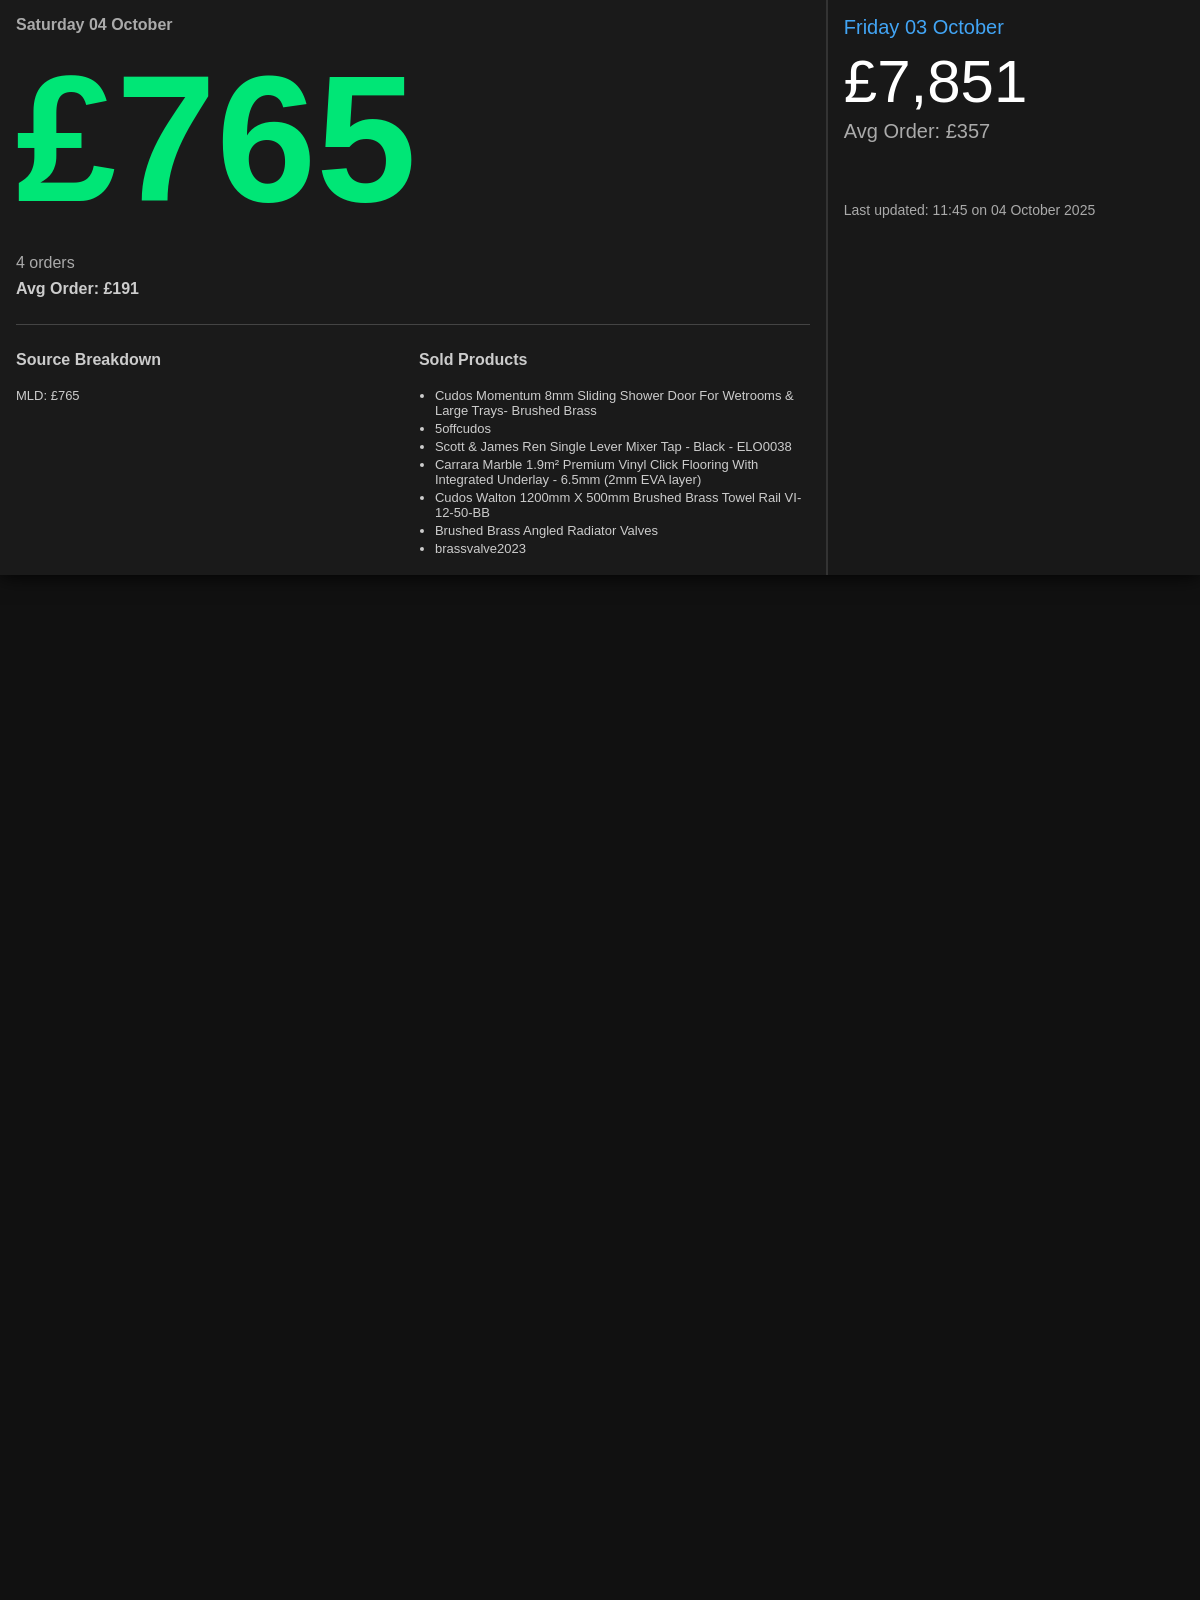 Saturday 04 October
£765
4 orders
Avg Order: £191
Source Breakdown
MLD: £765
Sold Products
Cudos Momentum 8mm Sliding Shower Door For Wetrooms &
Large Trays- Brushed Brass
5offcudos
Scott & James Ren Single Lever Mixer Tap - Black - ELO0038
Carrara Marble 1.9m² Premium Vinyl Click Flooring With
Integrated Underlay - 6.5mm (2mm EVA layer)
Cudos Walton 1200mm X 500mm Brushed Brass Towel Rail VI-
12-50-BB
Brushed Brass Angled Radiator Valves
brassvalve2023
Friday 03 October
£7,851
Avg Order: £357
Last updated: 11:45 on 04 October 2025